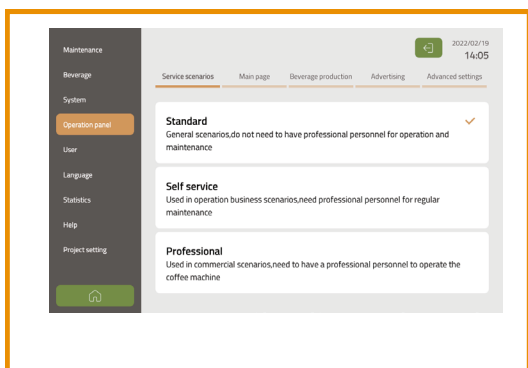 Maintenance
Beverage
System
Operation panel
User
Language
Statistics
Help
Project setting
2022/02/19
14:05
Service scenarios Main page Beverage production Advertising Advanced settings
Standard
General scenarios,do not need to have professional personnel for operation and
maintenance
Self service
Used in operation business scenarios,need professional personnel for regular
maintenance
Professional
Used in commercial scenarios,need to have a professional personnel to operate the
coffee machine